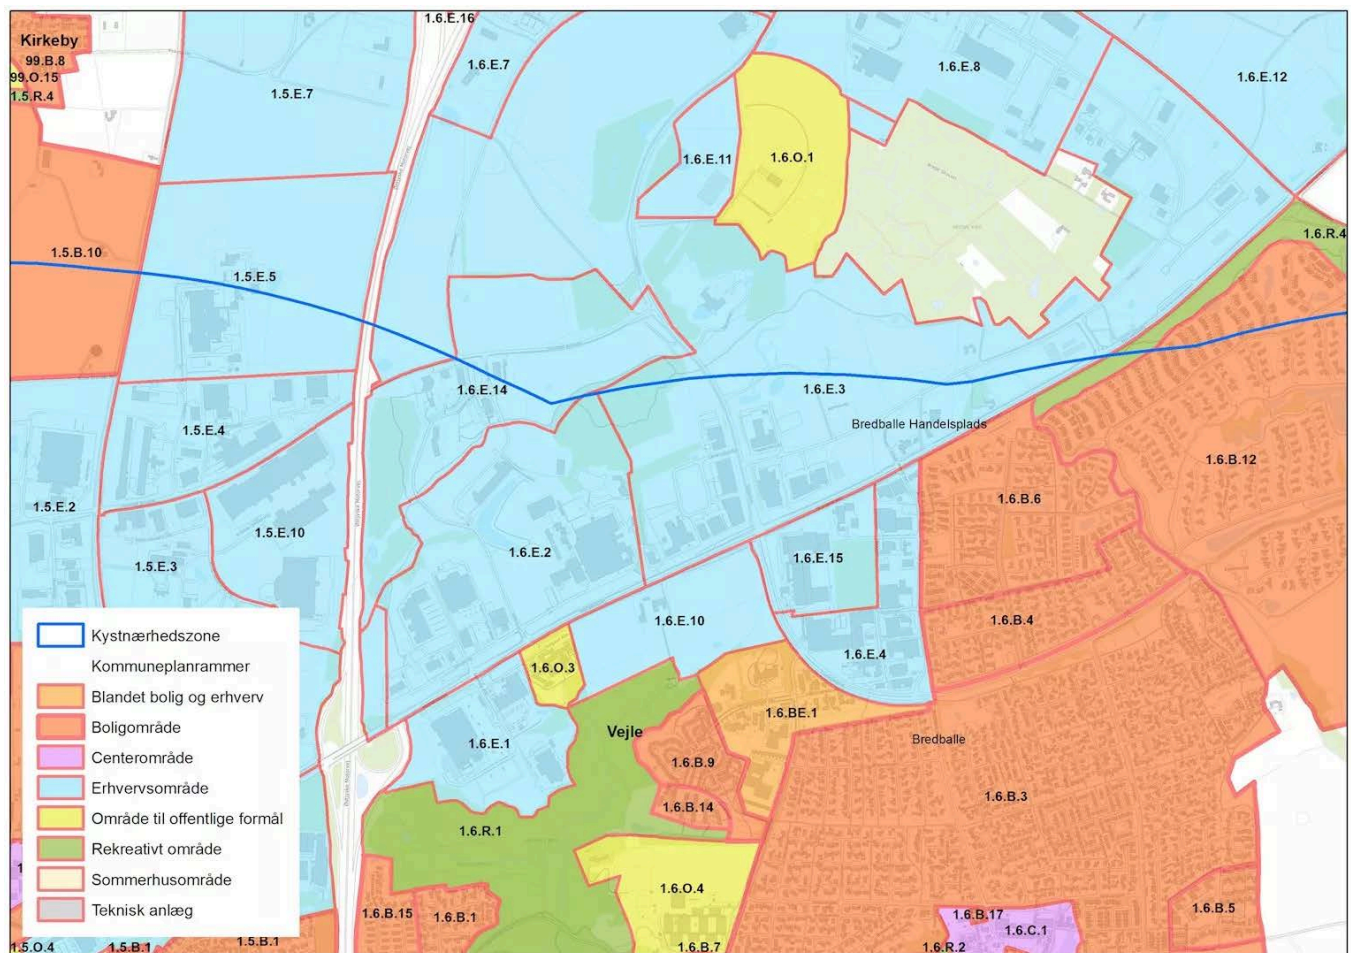 1.6.E.16
Kirkeby
99.B.8
99.O.15
1.5.R.4
1.5.E.7
1.6.E.7
1.6.E.8
1.6.E.12
1.6.E.11
1.6.O.1
1.6.R.4
1.5.B.10
1.5.E.5
1.6.E.14
1.6.E.3
Bredballe Handelsplads
1.5.E.4
1.6.B.12
1.6.B.6
1.5.E.2
1.5.E.10
1.6.E.2
1.5.E.3
1.6.E.15
1.6.E.10
1.6.B.4
1.6.E.4
1.6.O.3
1.6.BE.1
Vejle
1.6.E.1
Bredballe
1.6.B.9
1.6.B.3
1.6.B.14
1.6.R.1
1.6.O.4
1.6.B.15
1.6.B.1
1.6.B.17
1.6.C.1
1.6.B.5
1.6.B.7
1.6.R.2
1.5.O.4
1.5.B.1
1.5.B.1
Kystnærhedszone
Kommuneplanrammer
Blandet bolig og erhverv
Boligområde
Centerområde
Erhvervsområde
Område til offentlige formål
Rekreativt område
Sommerhusområde
Teknisk anlæg